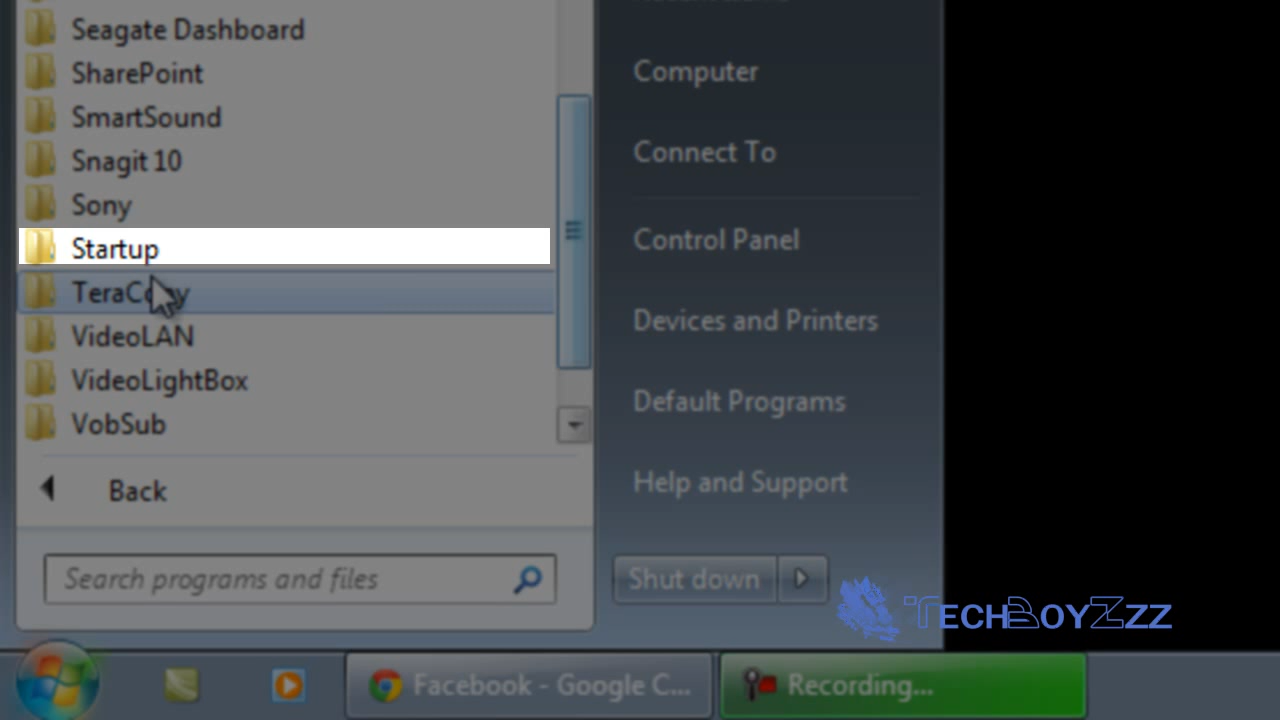 Seagate Dashboard
SharePoint
SmartSound
Snagit 10
Sony
Startup
VideoLAN
VideoLightBox
VobSub
Back
Search programs and files
Computer
Connect To
Control Panel
Devices and Printers
Default Programs
Help and Support
Shut down
TechBoyZzz
Facebook - Google C...
Recording...